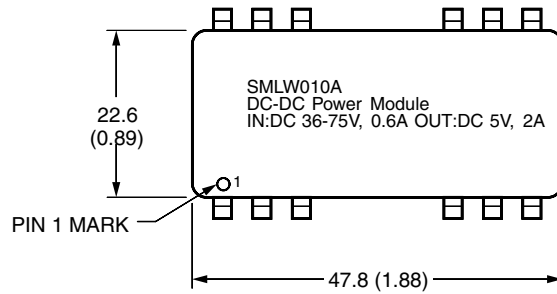 SMLW010A
DC-DC Power Module
IN:DC 36-75V, 0.6A OUT:DC 5V, 2A
22.6
(0.89)
1
PIN 1 MARK
47.8 (1.88)